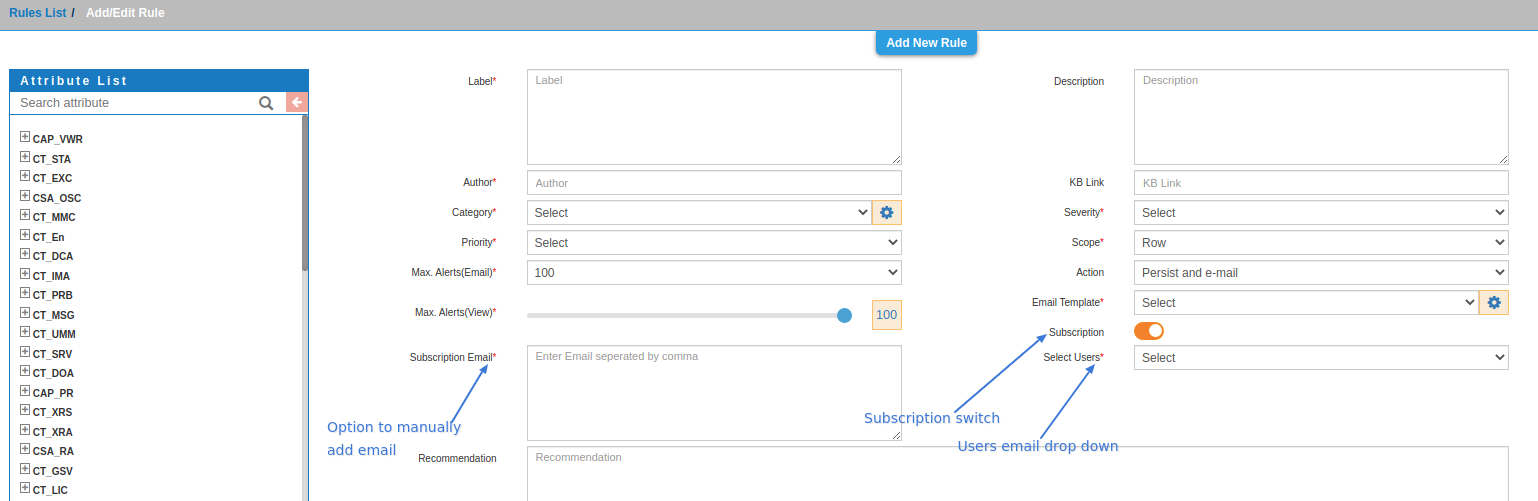 Rules List / Add/Edit Rule
Add New Rule
Attribute List
Search attribute
CAP_VWR
CT_STA
CT_EXC
CSA_OSC
CT_MMC
CT_En
CT_DCA
CT_IMA
CT_PRB
CT_MSG
CT_UMM
CT_SRV
CT_DOA
CAP_PR
CT_XRS
CT_XRA
CSA_RA
CT_GSV
CT_LIC
Label* Label
Description Description
Author* Author
KB Link KB Link
Category* Select
Severity* Select
Priority* Select
Scope* Row
Max. Alerts(Email)* 100
Action Persist and e-mail
Max. Alerts(View)* 100
Email Template* Select
Subscription
Subscription Email* Enter Email seperated by comma
Select Users* Select
Option to manually
add email
Subscription switch
Users email drop down
Recommendation Recommendation